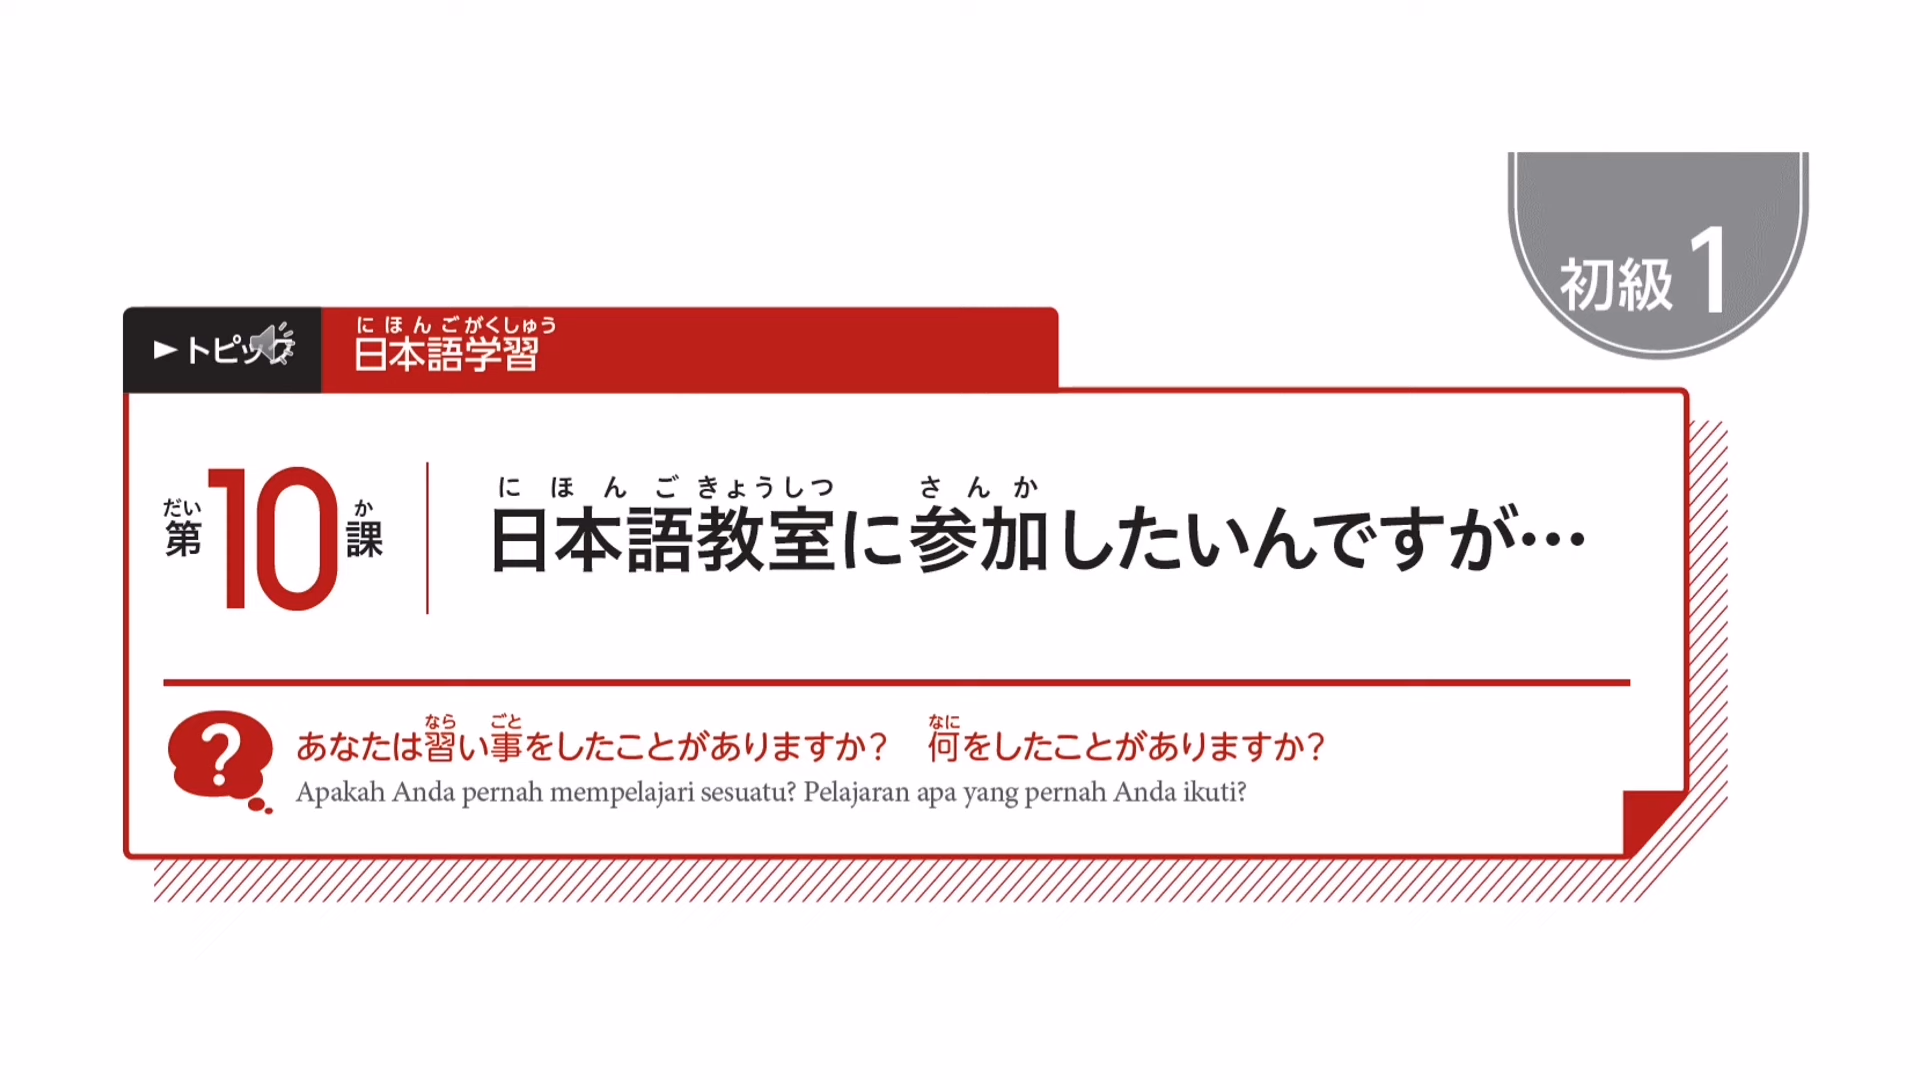 初級1
▶トピック
にほんごがくしゅう
日本語学習
だい か
第10課
にほんごきょうしつ さんか
日本語教室に参加したいんですが…
なら ごと なに
あなたは習い事をしたことがありますか? 何をしたことがありますか?
Apakah Anda pernah mempelajari sesuatu? Pelajaran apa yang pernah Anda ikuti?